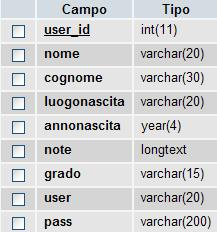 Campo Tipo
user_id int(11)
nome varchar(20)
cognome varchar(30)
luogonascita varchar(20)
annonascita year(4)
note longtext
grado varchar(15)
user varchar(20)
pass varchar(200)